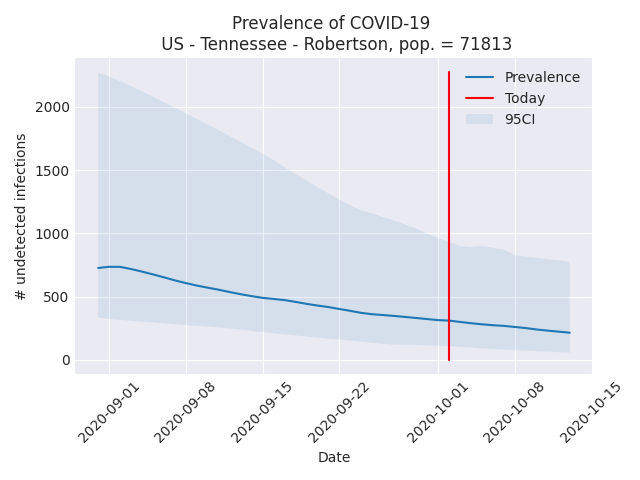 Prevalence of COVID-19
US - Tennessee - Robertson, pop. = 71813
Prevalence
Today
95CI
# undetected infections
2000
1500
1000
500
0
2020-09-01
2020-09-08
2020-09-15
2020-09-22
2020-10-01
2020-10-08
2020-10-15
Date